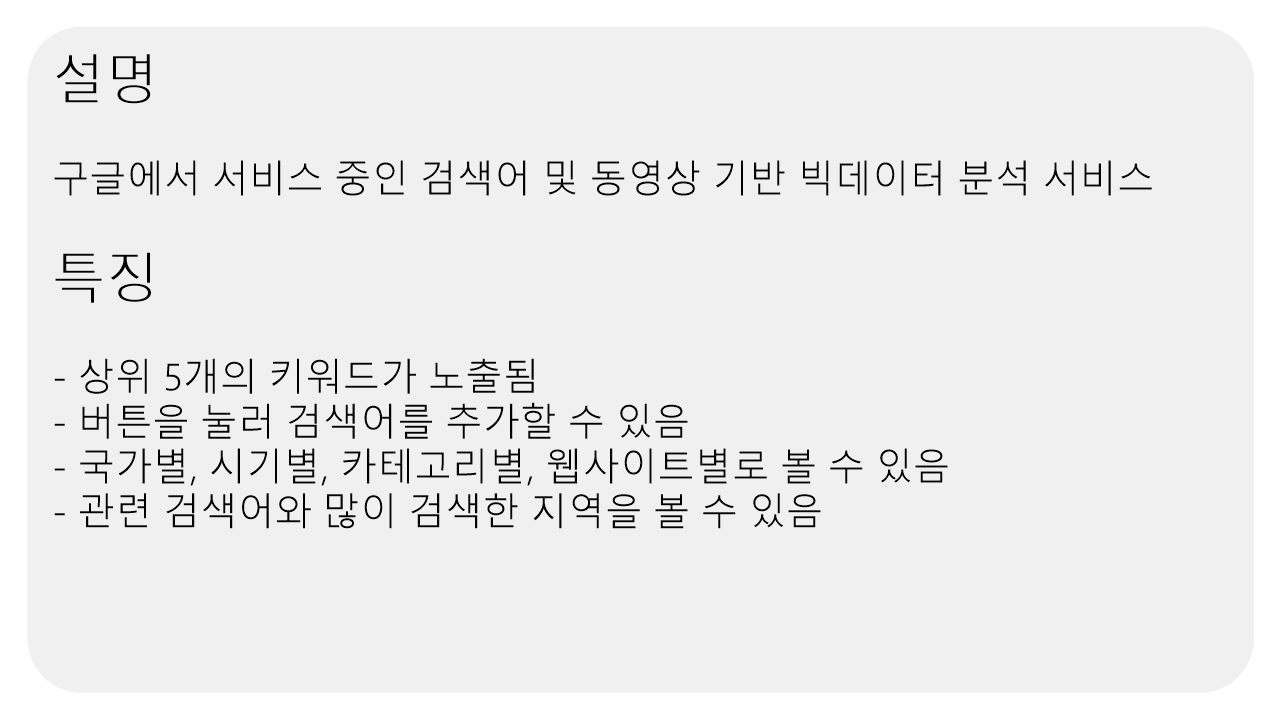 설명
구글에서 서비스 중인 검색어 및 동영상 기반 빅데이터 분석 서비스
특징
- 상위 5개의 키워드가 노출됨
- 버튼을 눌러 검색어를 추가할 수 있음
- 국가별, 시기별, 카테고리별, 웹사이트별로 볼 수 있음
- 관련 검색어와 많이 검색한 지역을 볼 수 있음